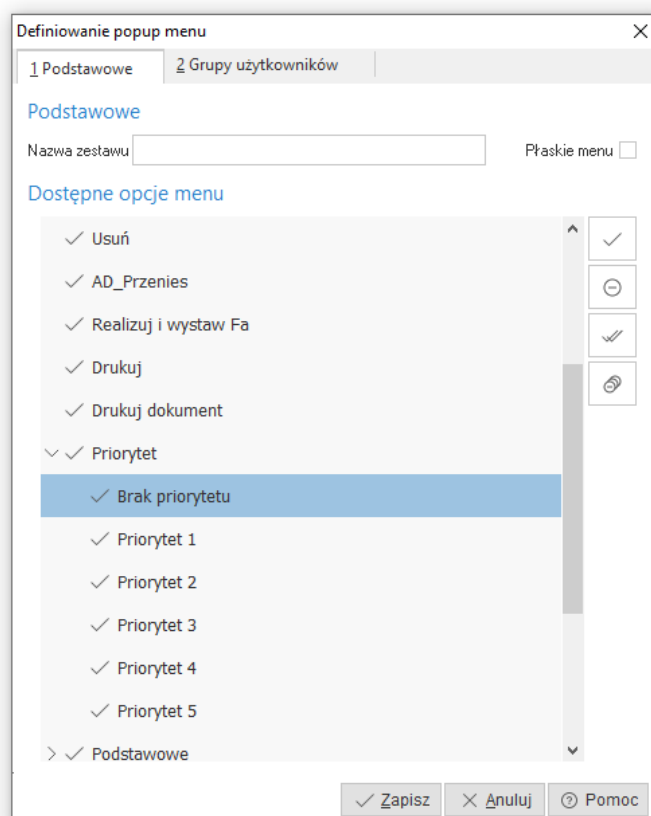 Definiowanie popup menu
1 Podstawowe
2 Grupy użytkowników
Podstawowe
Nazwa zestawu
Płaskie menu
Dostępne opcje menu
Usuń
AD_Przenies
Realizuj i wystaw Fa
Drukuj
Drukuj dokument
Priorytet
Brak priorytetu
Priorytet 1
Priorytet 2
Priorytet 3
Priorytet 4
Priorytet 5
Podstawowe
Zapisz
Anuluj
Pomoc